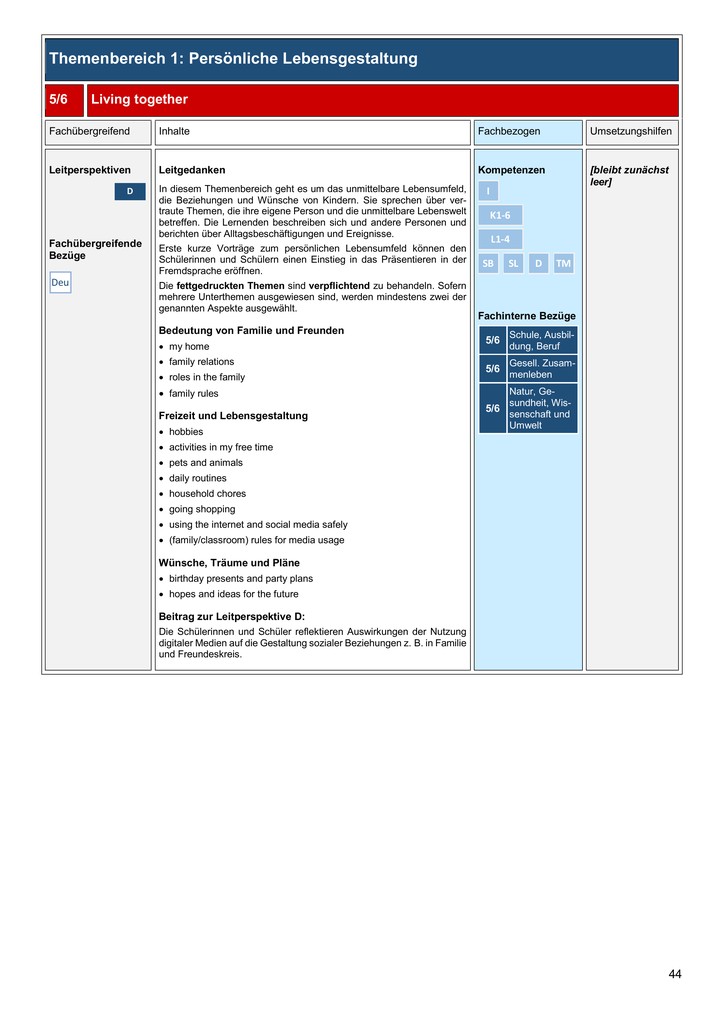 Themenbereich 1: Persönliche Lebensgestaltung
5/6
Living together
Fachübergreifend
Inhalte
Fachbezogen
Umsetzungshilfen
Leitperspektiven
D
Fachübergreifende
Bezüge
Deu
Leitgedanken
In diesem Themenbereich geht es um das unmittelbare Lebensumfeld,
die Beziehungen und Wünsche von Kindern. Sie sprechen über ver-
traute Themen, die ihre eigene Person und die unmittelbare Lebenswelt
betreffen. Die Lernenden beschreiben sich und andere Personen und
berichten über Alltagsbeschäftigungen und Ereignisse.
Erste kurze Vorträge zum persönlichen Lebensumfeld können den
Schülerinnen und Schülern einen Einstieg in das Präsentieren in der
Fremdsprache eröffnen.
Die fettgedruckten Themen sind verpflichtend zu behandeln. Sofern
mehrere Unterthemen ausgewiesen sind, werden mindestens zwei der
genannten Aspekte ausgewählt.
Bedeutung von Familie und Freunden
• my home
• family relations
• roles in the family
• family rules
Freizeit und Lebensgestaltung
• hobbies
• activities in my free time
• pets and animals
• daily routines
• household chores
• going shopping
• using the internet and social media safely
• (family/classroom) rules for media usage
Wünsche, Träume und Pläne
• birthday presents and party plans
• hopes and ideas for the future
Beitrag zur Leitperspektive D:
Die Schülerinnen und Schüler reflektieren Auswirkungen der Nutzung
digitaler Medien auf die Gestaltung sozialer Beziehungen z. B. in Familie
und Freundeskreis.
Kompetenzen
I
K1-6
L1-4
SB SL D TM
Fachinterne Bezüge
5/6
Schule, Ausbil-
dung, Beruf
5/6
Gesell. Zusam-
menleben
5/6
Natur, Ge-
sundheit, Wis-
senschaft und
Umwelt
[bleibt zunächst
leer]
44